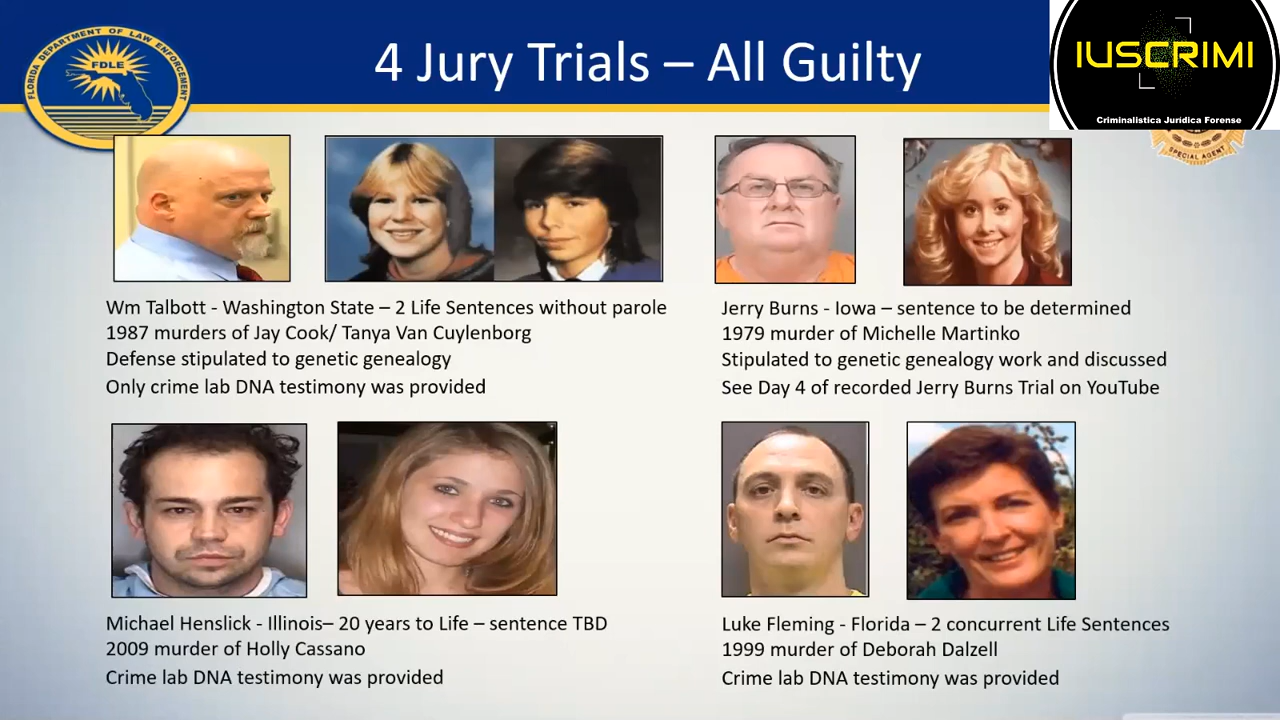 FLORIDA DEPARTMENT OF LAW ENFORCEMENT
FDLE
4 Jury Trials – All Guilty
IUSCRIMI
Criminalistica Jurídica Forense
SPECIAL AGENT
Wm Talbott - Washington State – 2 Life Sentences without parole
1987 murders of Jay Cook/ Tanya Van Cuylenborg
Defense stipulated to genetic genealogy
Only crime lab DNA testimony was provided
Jerry Burns - Iowa – sentence to be determined
1979 murder of Michelle Martinko
Stipulated to genetic genealogy work and discussed
See Day 4 of recorded Jerry Burns Trial on YouTube
Michael Henslick - Illinois– 20 years to Life – sentence TBD
2009 murder of Holly Cassano
Crime lab DNA testimony was provided
Luke Fleming - Florida – 2 concurrent Life Sentences
1999 murder of Deborah Dalzell
Crime lab DNA testimony was provided